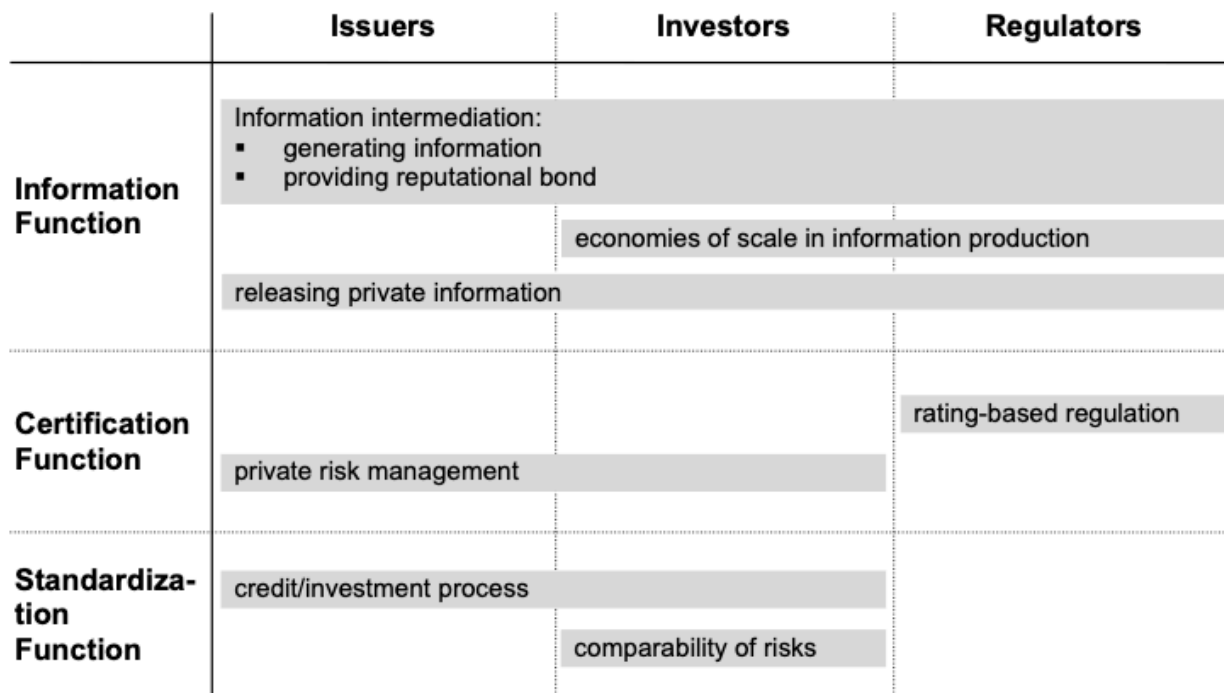 Issuers Investors Regulators
Information
Function
Information intermediation:
▪ generating information
▪ providing reputational bond
economies of scale in information production
releasing private information
Certification
Function
rating-based regulation
private risk management
Standardiza-
tion
Function
credit/investment process
comparability of risks